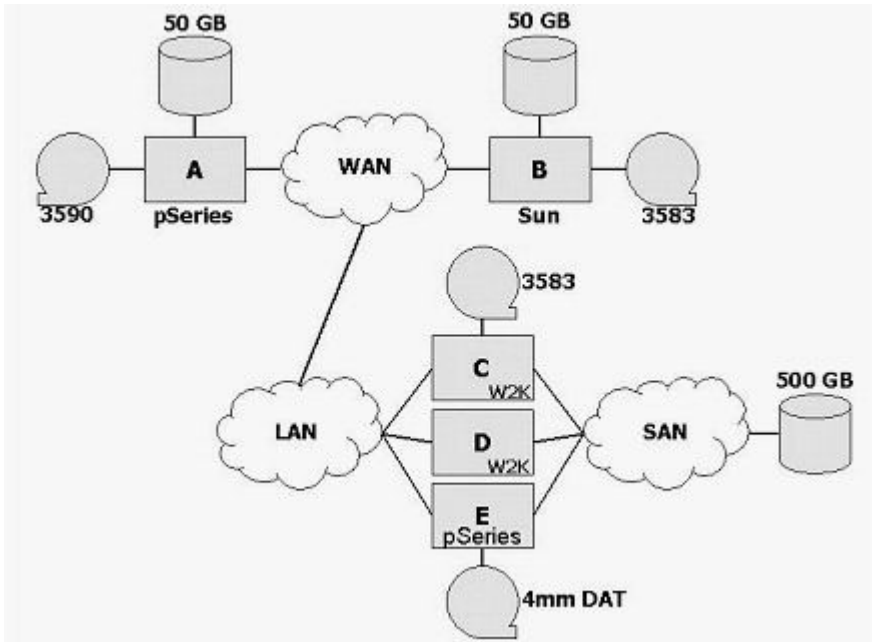 50 GB
50 GB
A
WAN
B
3590
pSeries
Sun
3583
3583
C
W2K
500 GB
LAN
D
W2K
SAN
E
pSeries
4mm DAT